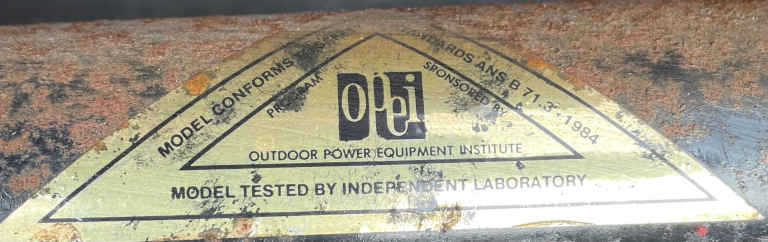 MODEL CONFORMS
ANS B 71.3-1984
PROGRAM
SPONSORED BY
opei
OUTDOOR POWER EQUIPMENT INSTITUTE
MODEL TESTED BY INDEPENDENT LABORATORY